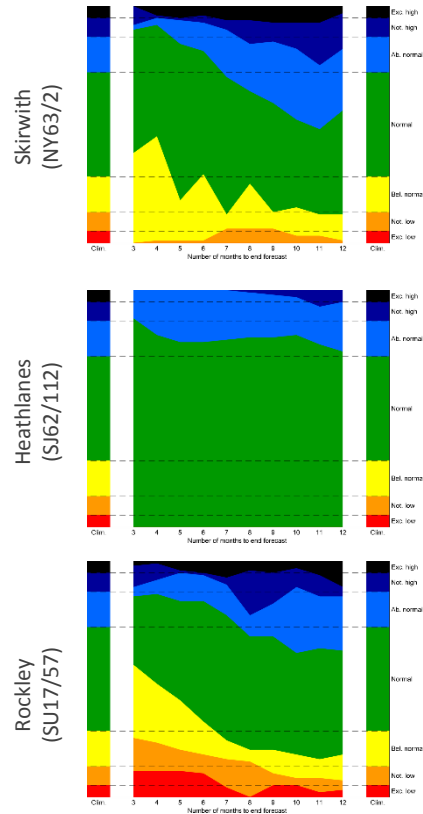 Skirwith
(NY63/2)
Exc. high
Not. high
Ab. normal
Normal
Bel. norma
Not. low
Exc. low
Clim.
3 4 5 6 7 8 9 10 11 12
Clim.
Number of months to end forecast
Heathlanes
(SJ62/112)
Exc. high
Not. high
Ab. normal
Normal
Bel. norma
Not. low
Exc. low
Clim.
3 4 5 6 7 8 9 10 11 12
Clim.
Number of months to end forecast
Rockley
(SU17/57)
Exc. high
Not. high
Ab. normal
Normal
Bel. norma
Not. low
Exc. low
Clim.
3 4 5 6 7 8 9 10 11 12
Clim.
Number of months to end forecast